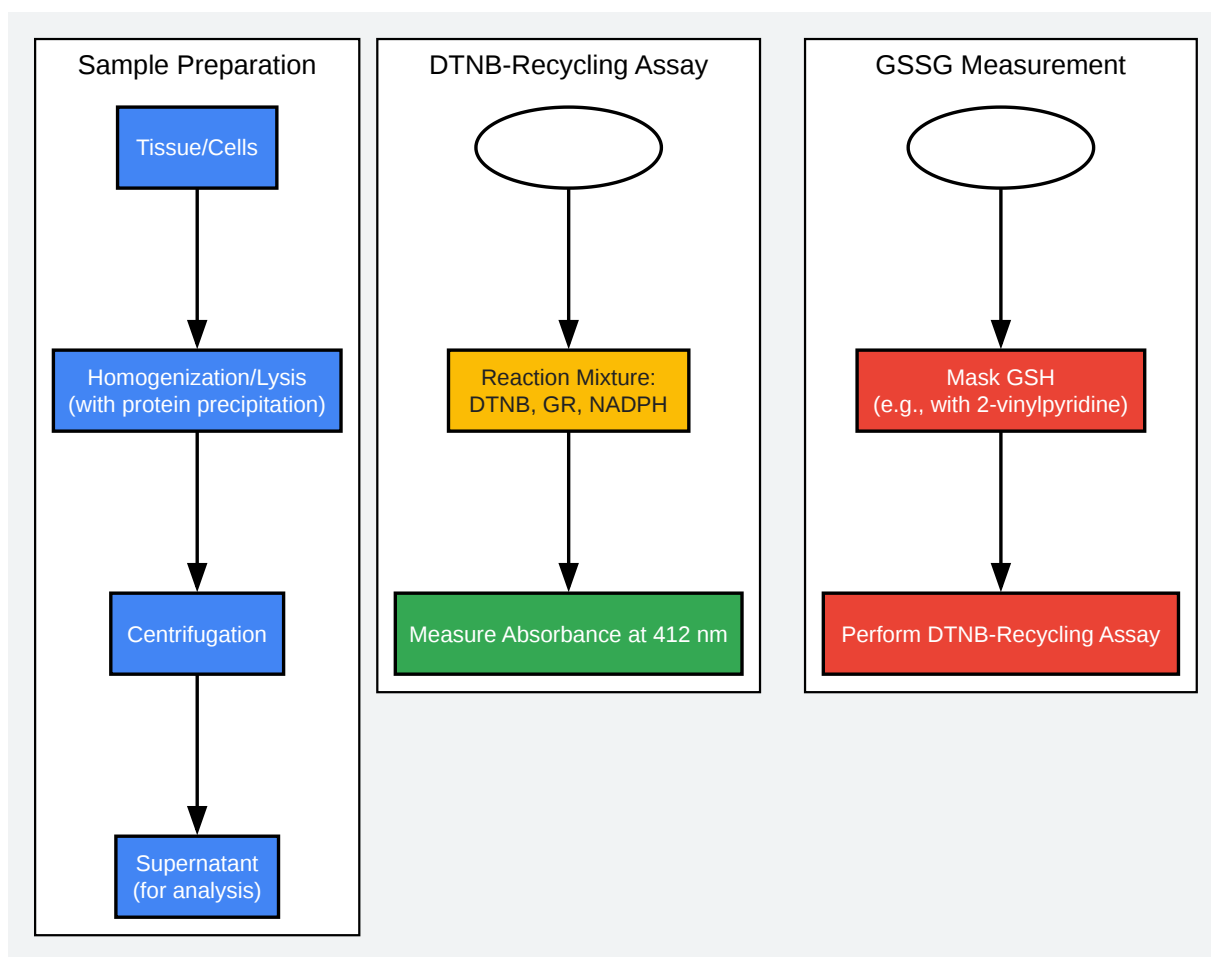 Sample Preparation
Tissue/Cells
Homogenization/Lysis
(with protein precipitation)
Centrifugation
Supernatant
(for analysis)
DTNB-Recycling Assay
Reaction Mixture:
DTNB, GR, NADPH
Measure Absorbance at 412 nm
GSSG Measurement
Mask GSH
(e.g., with 2-vinylpyridine)
Perform DTNB-Recycling Assay